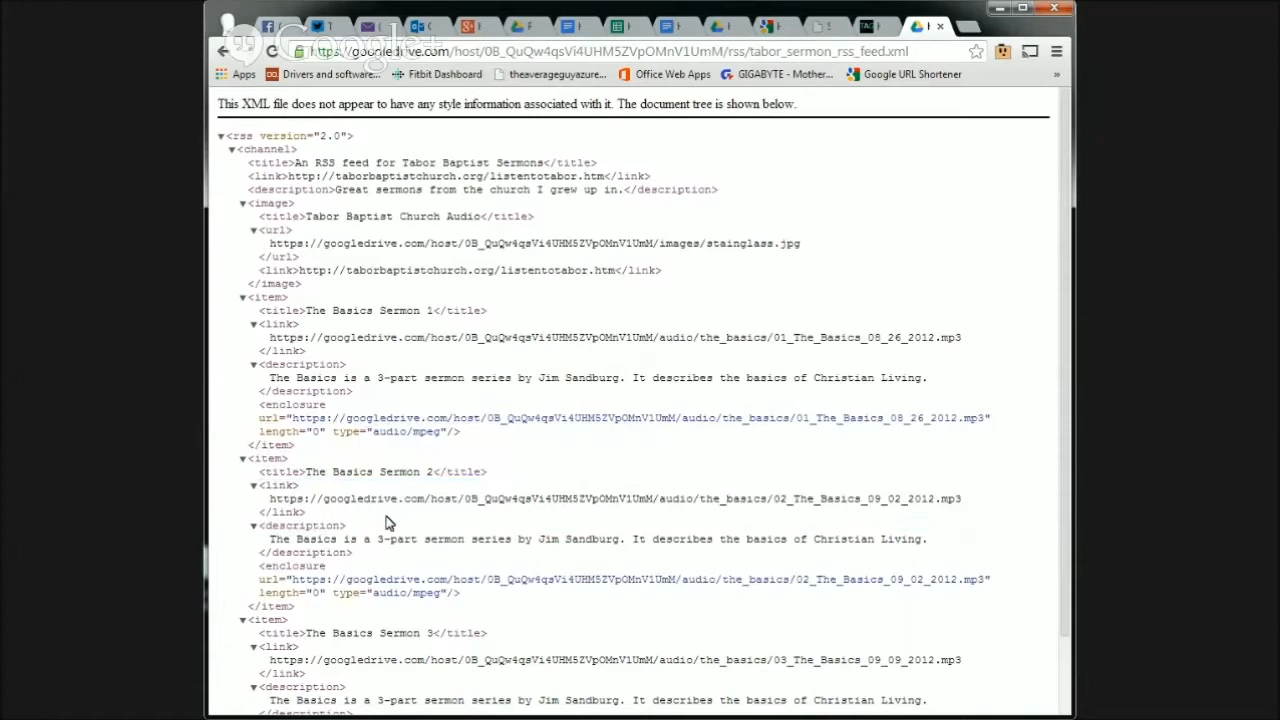 Google+
https://googledrive.com/host/0B_QuQw4qsVi4UHM5ZVpOMnV1UmM/rss/tabor_sermon_rss_feed.xml
Apps Drivers and software... Fitbit Dashboard theaverageguyazure... Office Web Apps GIGABYTE - Mother... Google URL Shortener »
This XML file does not appear to have any style information associated with it. The document tree is shown below.
▼<rss version="2.0">
▼<channel>
<title>An RSS feed for Tabor Baptist Sermons</title>
<link>http://taborbaptistchurch.org/listentotabor.htm</link>
<description>Great sermons from the church I grew up in.</description>
▼<image>
<title>Tabor Baptist Church Audio</title>
▼<url>
https://googledrive.com/host/0B_QuQw4qsVi4UHM5ZVpOMnV1UmM/images/stainglass.jpg
</url>
<link>http://taborbaptistchurch.org/listentotabor.htm</link>
</image>
▼<item>
<title>The Basics Sermon 1</title>
▼<link>
https://googledrive.com/host/0B_QuQw4qsVi4UHM5ZVpOMnV1UmM/audio/the_basics/01_The_Basics_08_26_2012.mp3
</link>
▼<description>
The Basics is a 3-part sermon series by Jim Sandburg. It describes the basics of Christian Living.
</description>
<enclosure
url="https://googledrive.com/host/0B_QuQw4qsVi4UHM5ZVpOMnV1UmM/audio/the_basics/01_The_Basics_08_26_2012.mp3"
length="0" type="audio/mpeg"/>
</item>
▼<item>
<title>The Basics Sermon 2</title>
▼<link>
https://googledrive.com/host/0B_QuQw4qsVi4UHM5ZVpOMnV1UmM/audio/the_basics/02_The_Basics_09_02_2012.mp3
</link>
▼<description>
The Basics is a 3-part sermon series by Jim Sandburg. It describes the basics of Christian Living.
</description>
<enclosure
url="https://googledrive.com/host/0B_QuQw4qsVi4UHM5ZVpOMnV1UmM/audio/the_basics/02_The_Basics_09_02_2012.mp3"
length="0" type="audio/mpeg"/>
</item>
▼<item>
<title>The Basics Sermon 3</title>
▼<link>
https://googledrive.com/host/0B_QuQw4qsVi4UHM5ZVpOMnV1UmM/audio/the_basics/03_The_Basics_09_09_2012.mp3
</link>
▼<description>
The Basics is a 3-part sermon series by Jim Sandburg. It describes the basics of Christian Living.
</description>